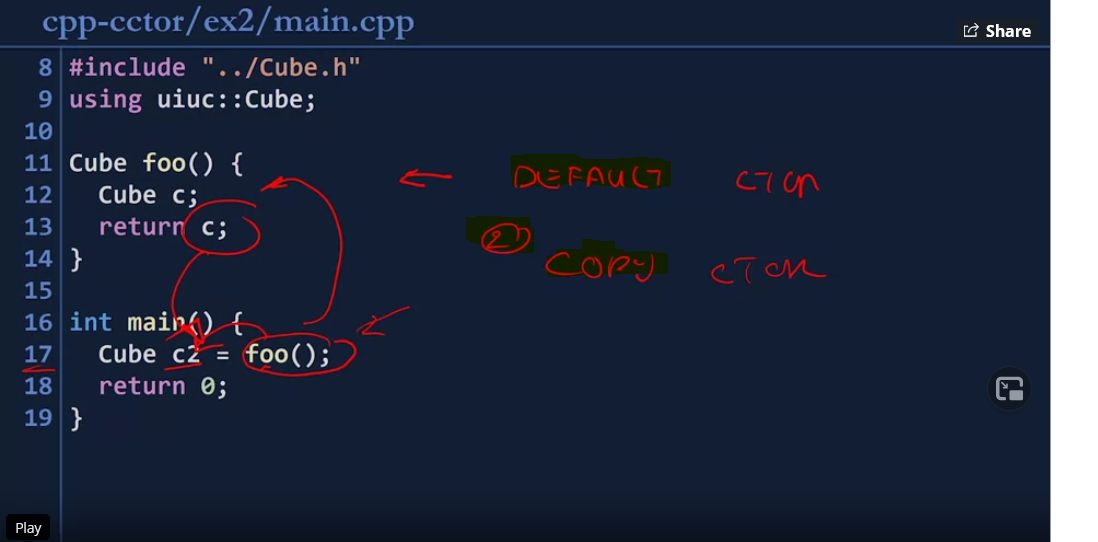 cpp-cctor/ex2/main.cpp
Share
8 #include "../Cube.h"
9 using uiuc::Cube;
10
11 Cube foo() {
12 Cube c;
13 return c;
14 }
15
16 int main() {
17 Cube c2 = foo();
18 return 0;
19 }
DEFAULT CTOR
2
COPY CTOR
Play